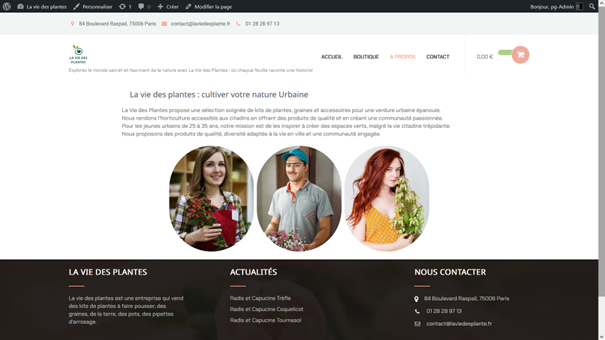 La vie des plantes Personnaliser 1 0 Créer Modifier la page Bonjour, pg-Admin
84 Boulevard Raspail, 75006 Paris contact@laviedesplante.fr 01 28 28 97 13
LA VIE DES
PLANTES
ACCUEIL BOUTIQUE A PROPOS CONTACT 0,00 €
Explorez le monde secret et fascinant de la nature avec La Vie des Plantes : où chaque feuille raconte une histoire!
La vie des plantes : cultiver votre nature Urbaine
La Vie Des Plantes propose une sélection soignée de kits de plantes, graines et accessoires pour une verdure urbaine épanouie.
Nous rendons l'horticulture accessible aux citadins en offrant des produits de qualité et en créant une communauté passionnée.
Pour les jeunes urbains de 25 à 35 ans, notre mission est de les inspirer à créer des espaces verts, malgré la vie citadine trépidante.
Nous proposons des produits de qualité, diversité adaptée à la vie en ville et une communauté engagée.
LA VIE DES PLANTES
La vie des plantes est une entreprise qui vend
des kits de plantes à faire pousser, des
graines, de la terre, des pots, des pipettes
d'arrosage.
ACTUALITÉS
Radis et Capucine Trèfle
Radis et Capucine Coquelicot
Radis et Capucine Tournesol
NOUS CONTACTER
84 Boulevard Raspail, 75006 Paris
01 28 28 97 13
contact@laviedesplante.fr